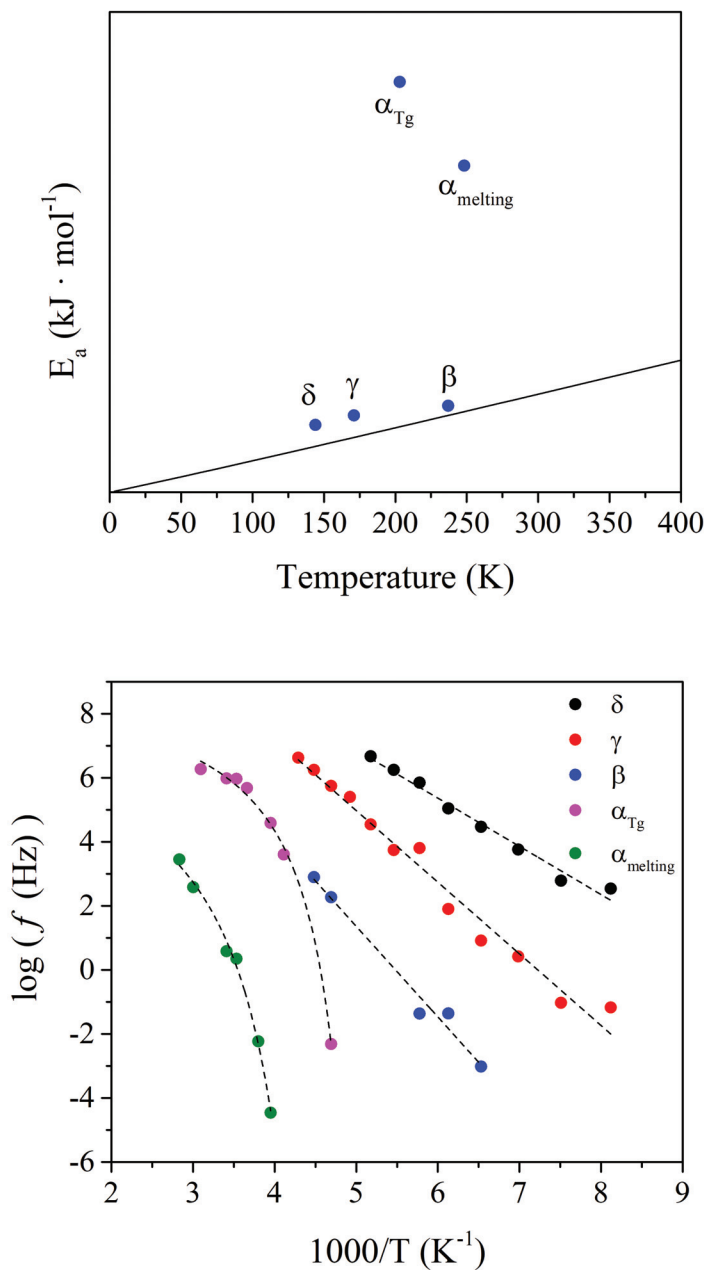 α_Tg
α_melting
E_a (kJ · mol⁻¹)
δ γ β
0 50 100 150 200 250 300 350 400
Temperature (K)
8
6
4
2
0
-2
-4
-6
log (f (Hz))
δ
γ
β
α_Tg
α_melting
2 3 4 5 6 7 8 9
1000/T (K⁻¹)